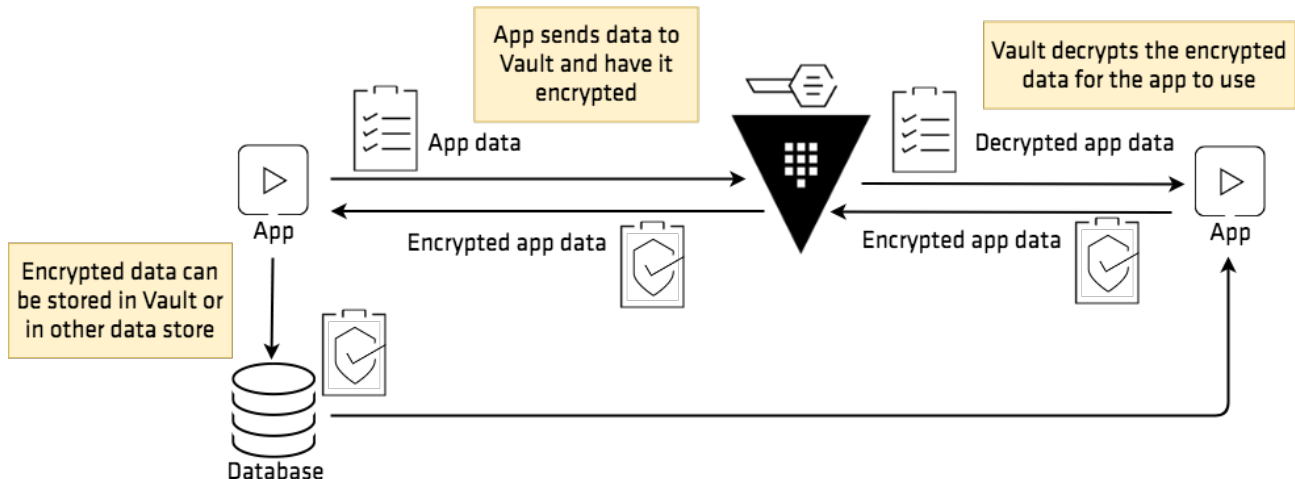 App sends data to
Vault and have it
encrypted
Vault decrypts the encrypted
data for the app to use
App data
Decrypted app data
App
Encrypted app data
Encrypted app data
App
Encrypted data can
be stored in Vault or
in other data store
Database